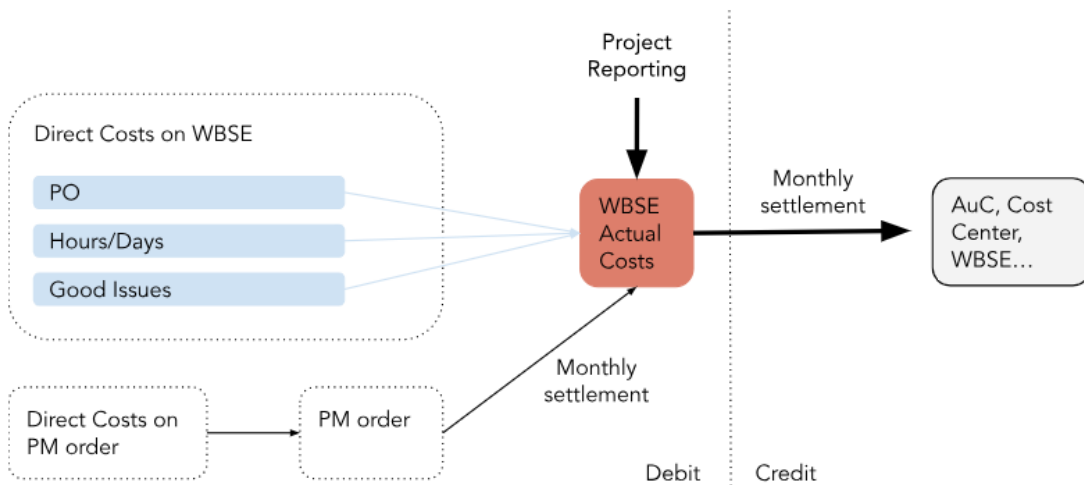 Project
Reporting
Direct Costs on WBSE
PO
Hours/Days
Good Issues
WBSE
Actual
Costs
Monthly
settlement
AuC, Cost
Center,
WBSE...
Monthly
settlement
Direct Costs on
PM order
PM order
Debit
Credit